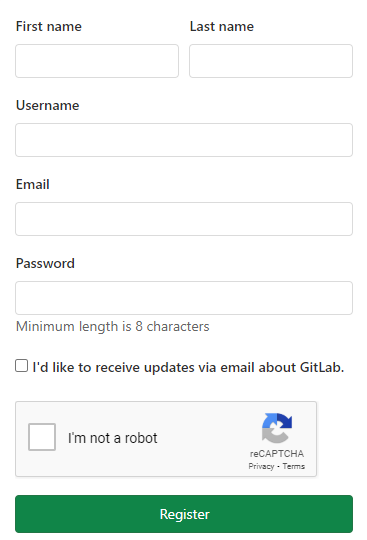 First name Last name
Username
Email
Password
Minimum length is 8 characters
I'd like to receive updates via email about GitLab.
I'm not a robot
reCAPTCHA
Privacy - Terms
Register